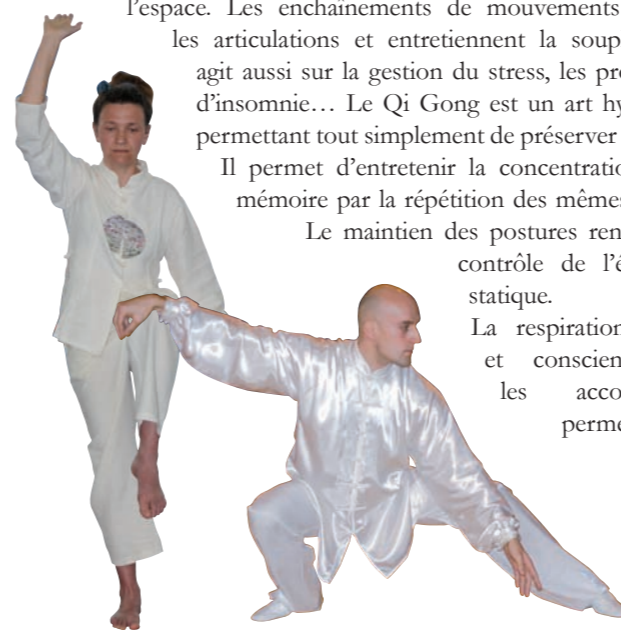 l'espace. Les enchaînements de mouvements
les articulations et entretiennent la soup
agit aussi sur la gestion du stress, les pr
d'insomnie… Le Qi Gong est un art hy
permettant tout simplement de préserver
Il permet d'entretenir la concentratio
mémoire par la répétition des mêmes
Le maintien des postures ren
contrôle de l'é
statique.
La respiration
et conscien
les acco
perme